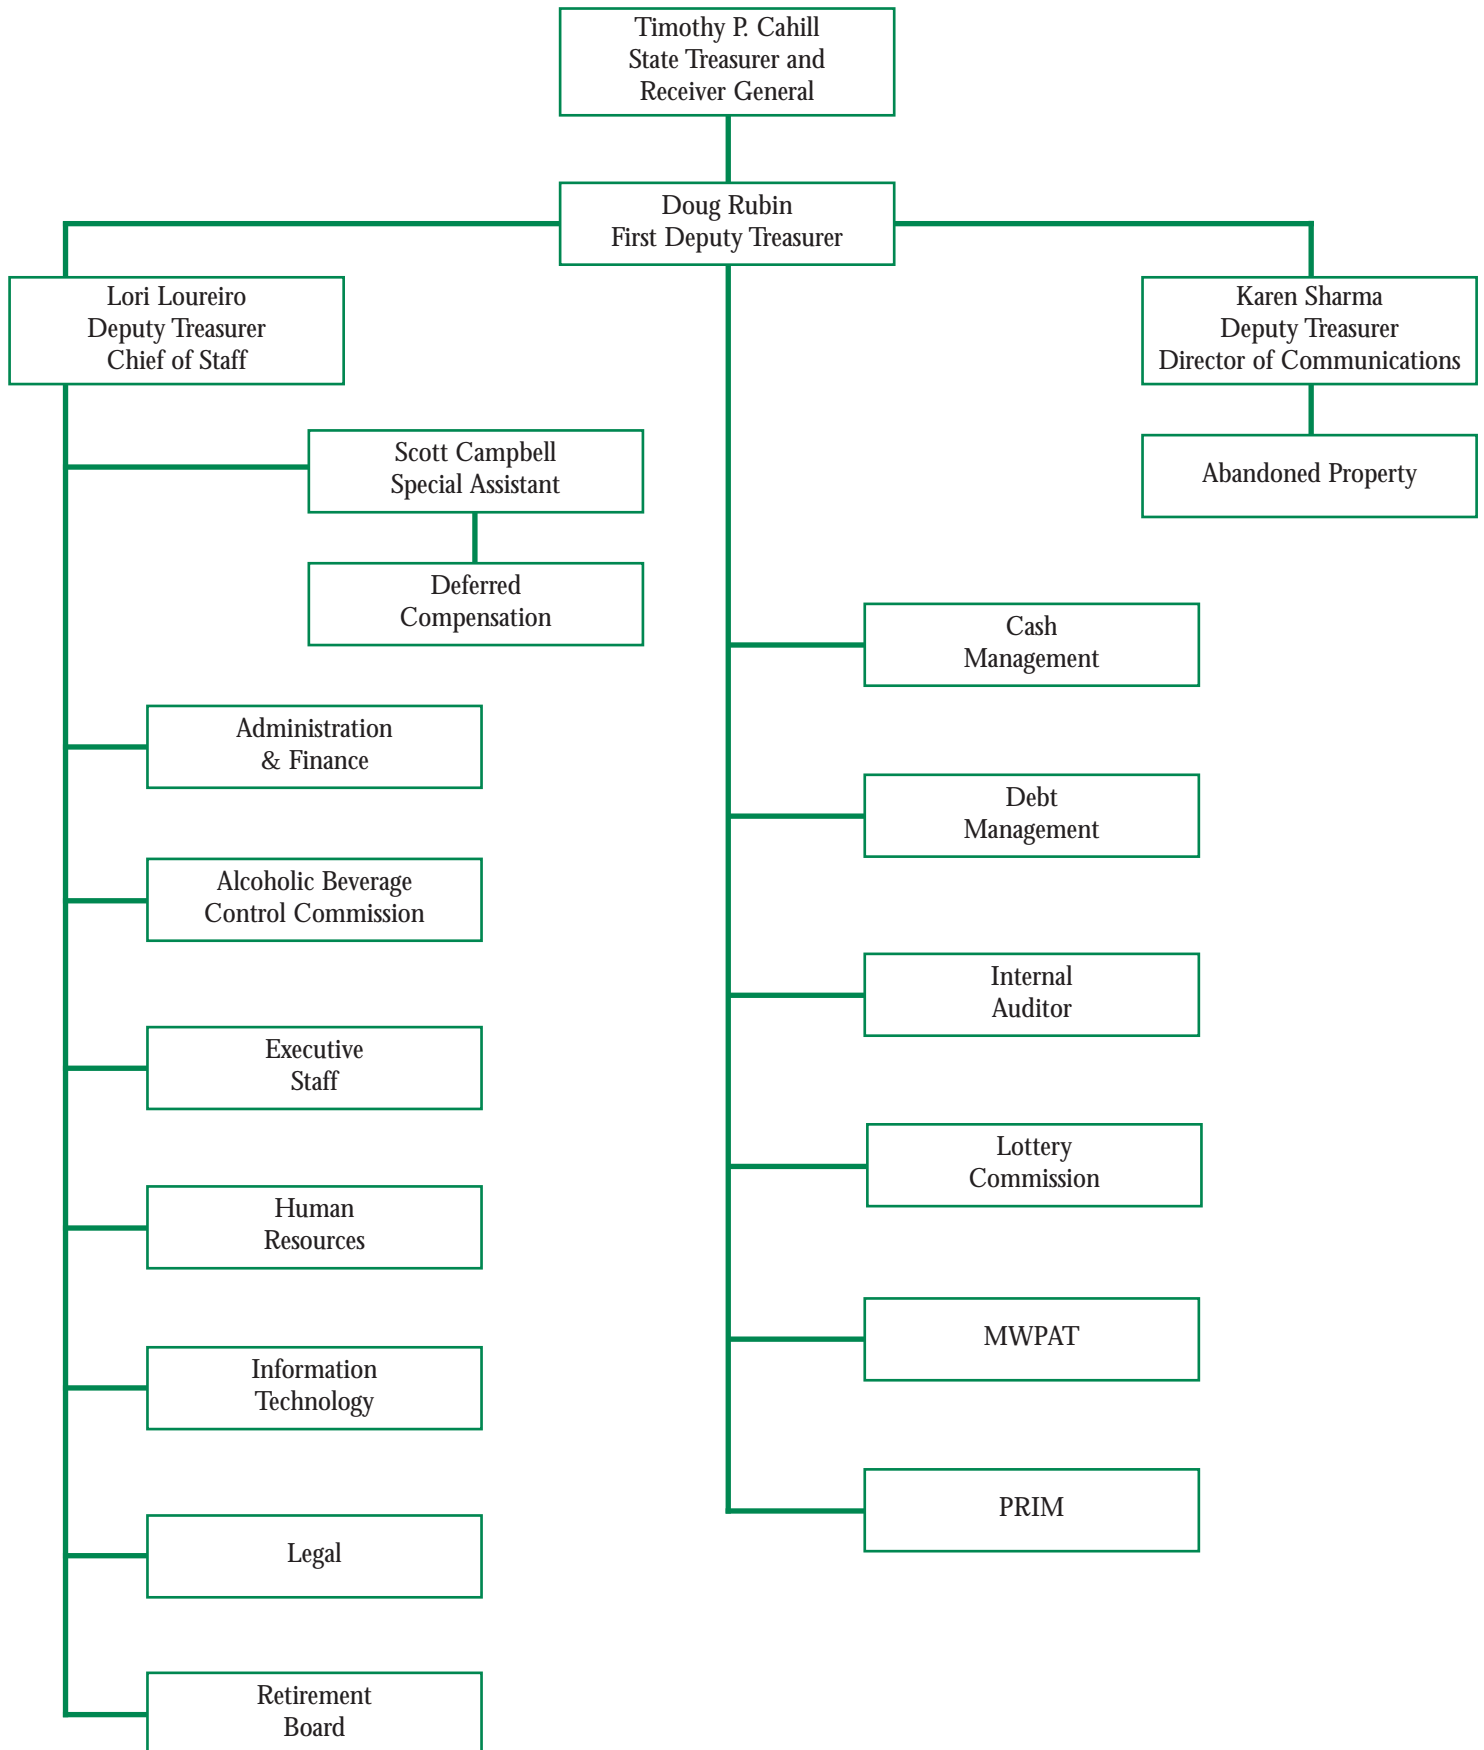 Timothy P. Cahill
State Treasurer and
Receiver General
Doug Rubin
First Deputy Treasurer
Lori Loureiro
Deputy Treasurer
Chief of Staff
Karen Sharma
Deputy Treasurer
Director of Communications
Scott Campbell
Special Assistant
Abandoned Property
Deferred
Compensation
Cash
Management
Administration
& Finance
Debt
Management
Alcoholic Beverage
Control Commission
Internal
Auditor
Executive
Staff
Lottery
Commission
Human
Resources
MWPAT
Information
Technology
PRIM
Legal
Retirement
Board